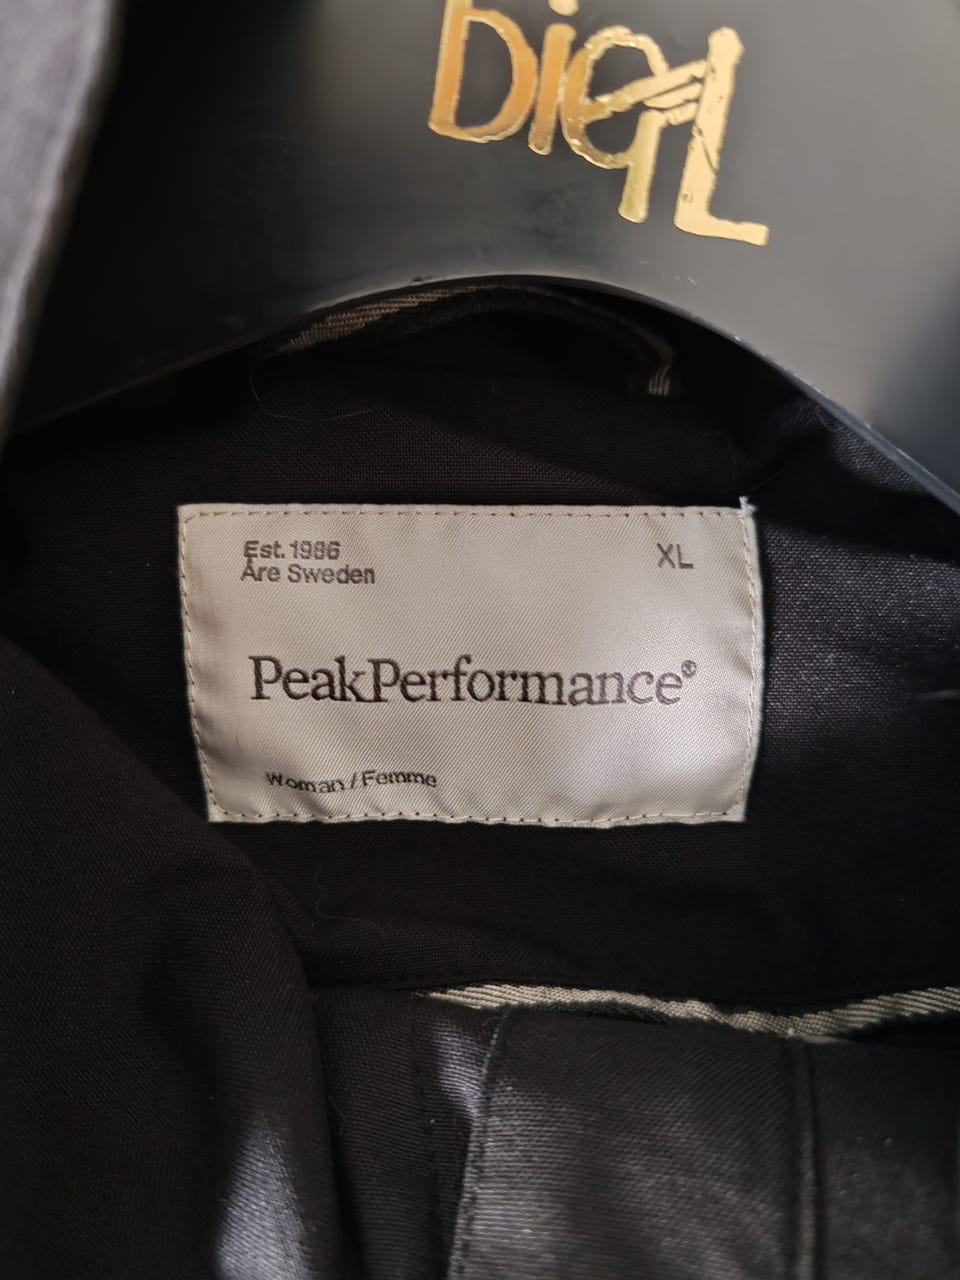 Est. 1986
Åre Sweden
XL
PeakPerformance®
Woman / Femme